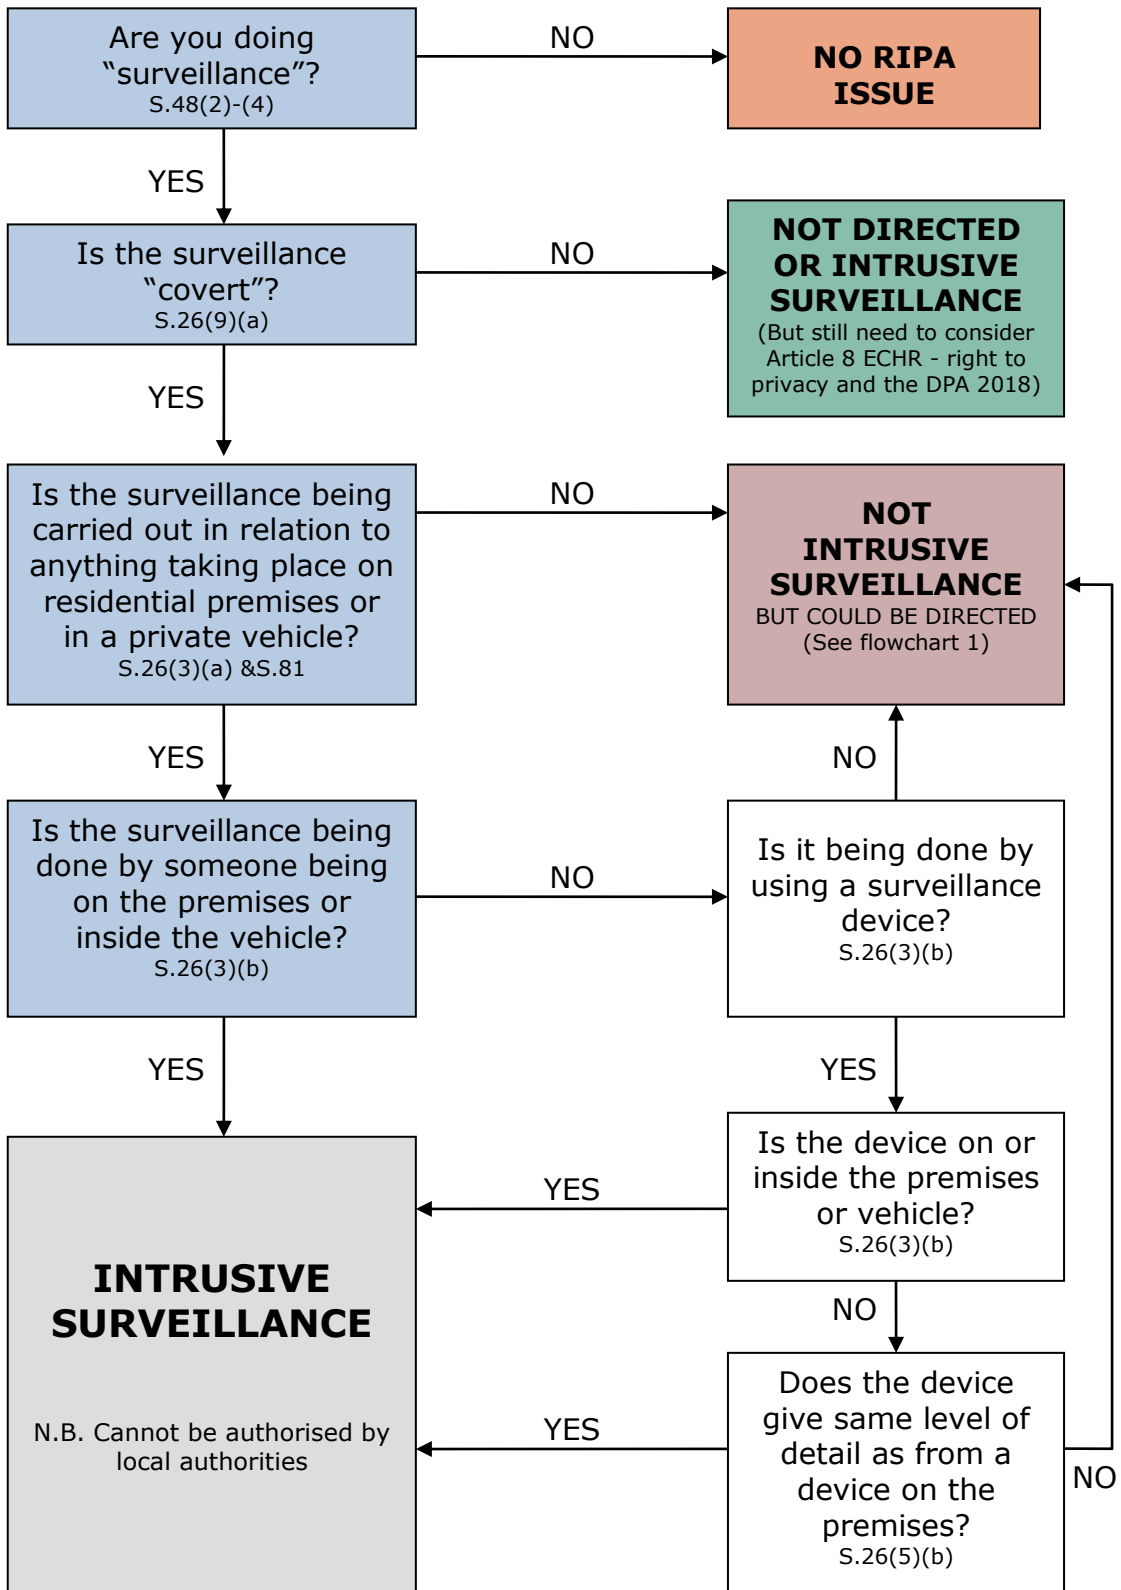 Are you doing
“surveillance”?
S.48(2)-(4)
NO
NO RIPA
ISSUE
YES
Is the surveillance
“covert”?
S.26(9)(a)
NO
NOT DIRECTED
OR INTRUSIVE
SURVEILLANCE
(But still need to consider
Article 8 ECHR - right to
privacy and the DPA 2018)
YES
Is the surveillance being
carried out in relation to
anything taking place on
residential premises or
in a private vehicle?
S.26(3)(a) &S.81
NO
NOT
INTRUSIVE
SURVEILLANCE
BUT COULD BE DIRECTED
(See flowchart 1)
YES
NO
Is the surveillance being
done by someone being
on the premises or
inside the vehicle?
S.26(3)(b)
NO
Is it being done by
using a surveillance
device?
S.26(3)(b)
YES
YES
Is the device on or
inside the premises
or vehicle?
S.26(3)(b)
YES
INTRUSIVE
SURVEILLANCE
N.B. Cannot be authorised by
local authorities
NO
Does the device
give same level of
detail as from a
device on the
premises?
S.26(5)(b)
YES
NO